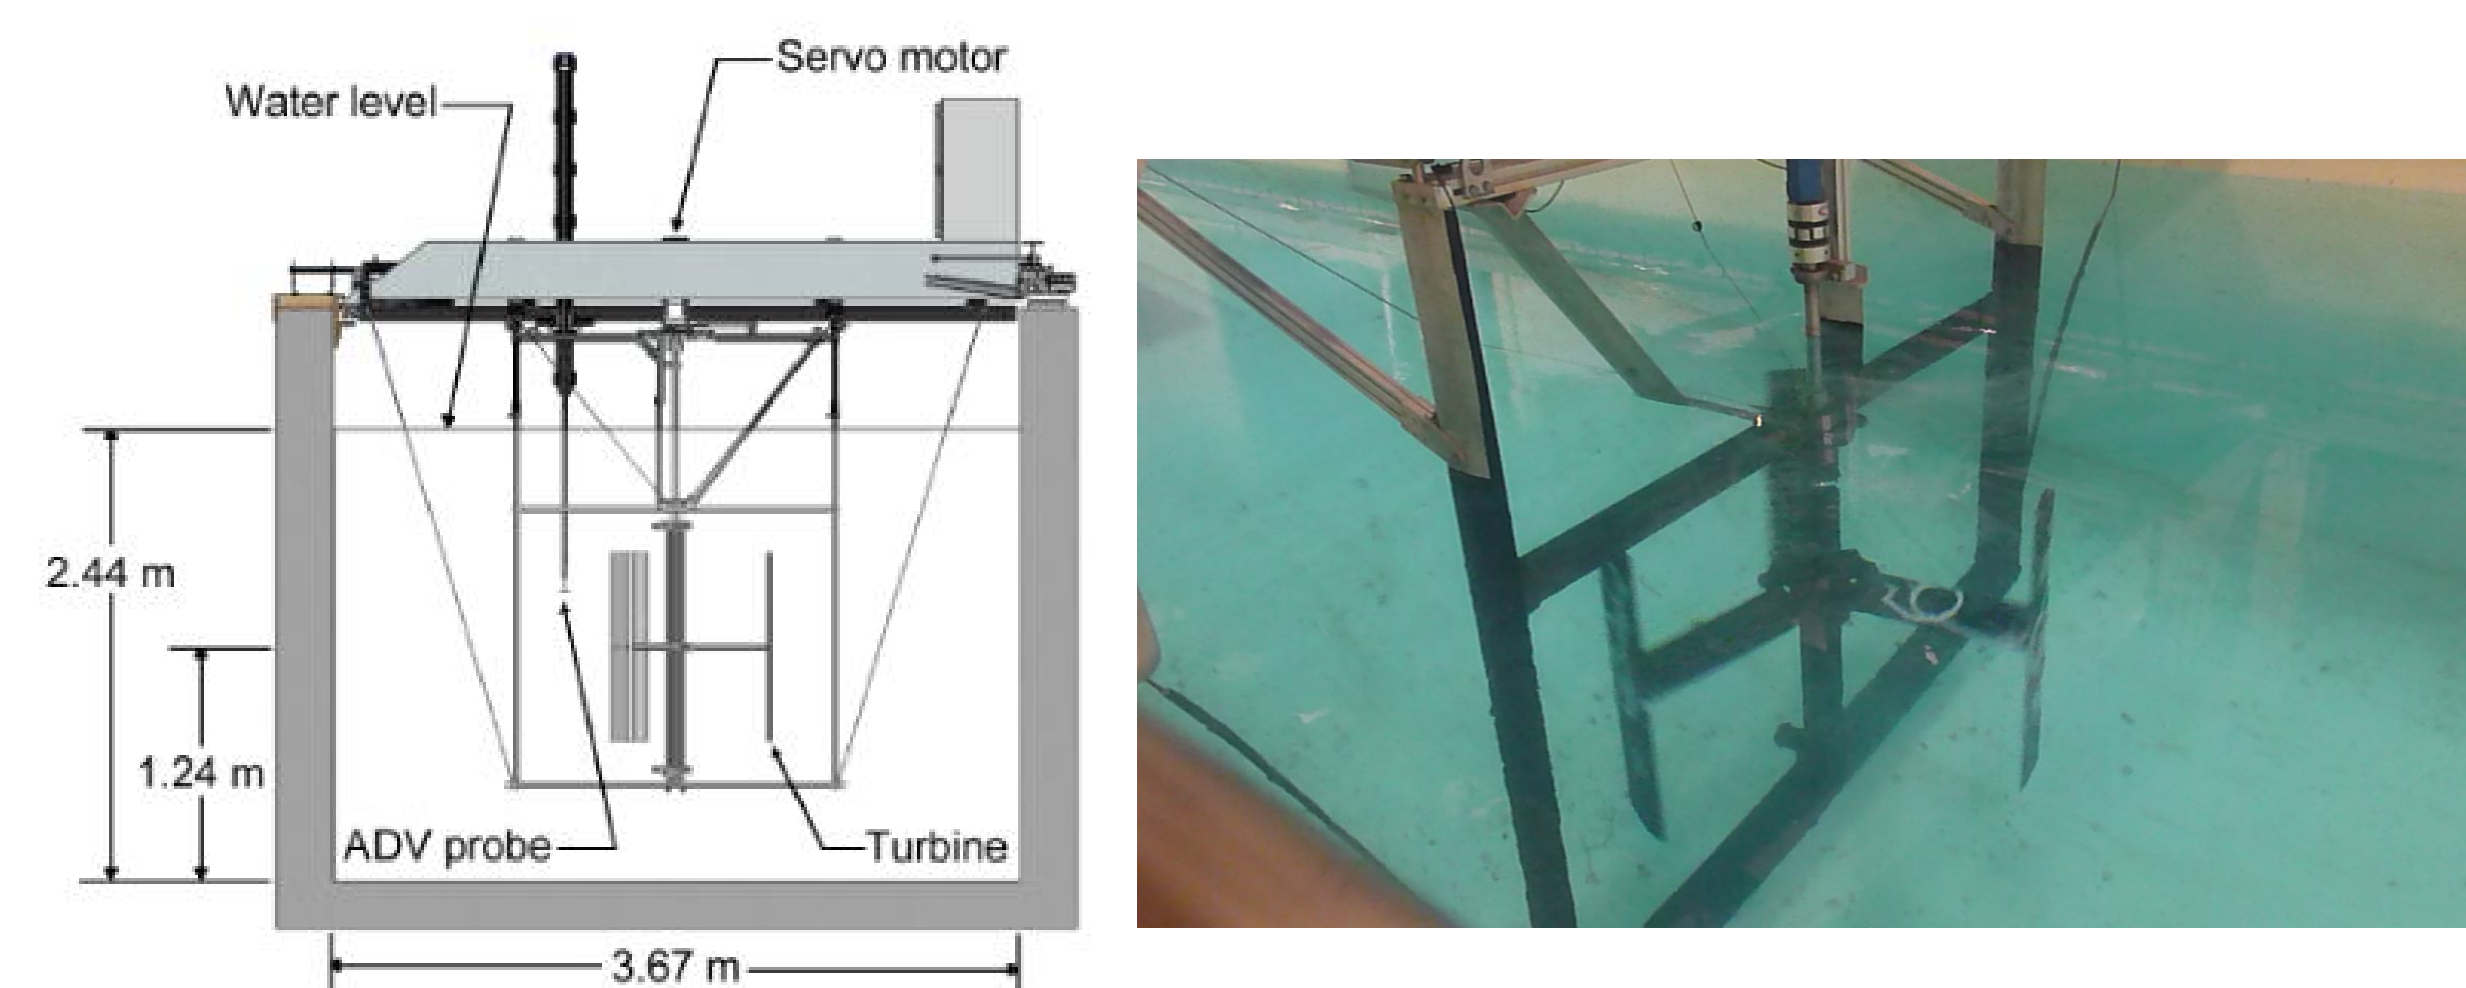 Servo motor
Water level
2.44 m
1.24 m
ADV probe
Turbine
3.67 m